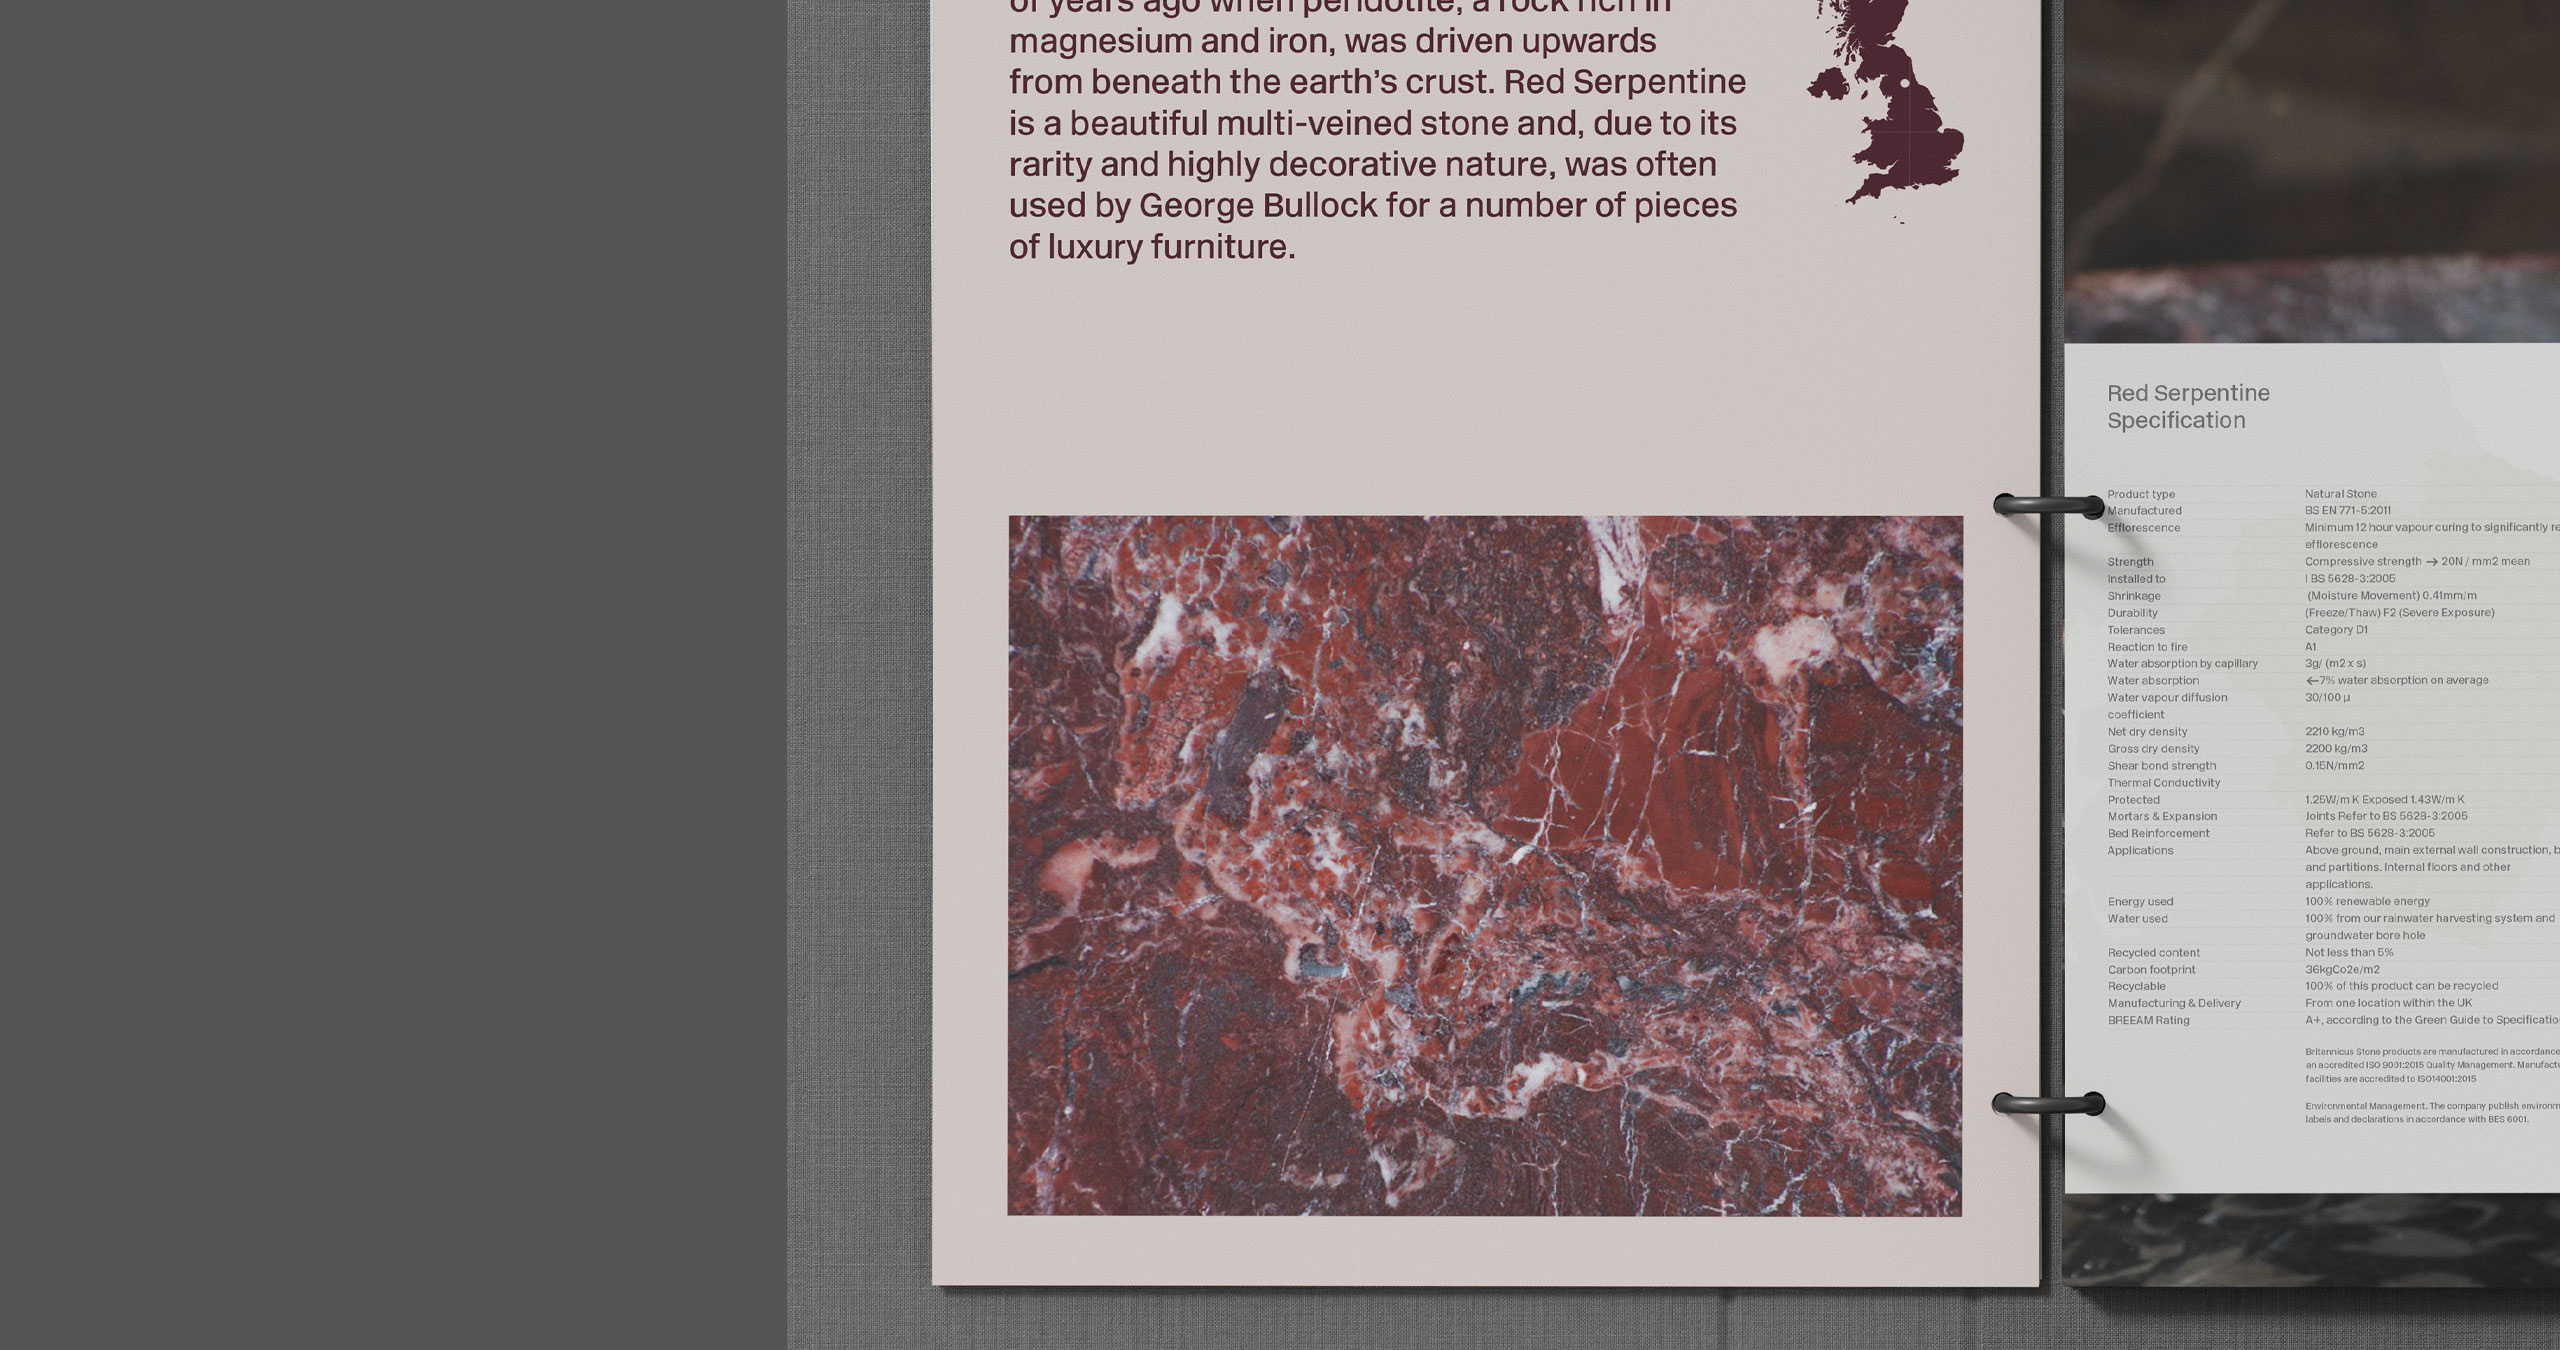 of years ago when peridotite, a rock rich in
magnesium and iron, was driven upwards
from beneath the earth’s crust. Red Serpentine
is a beautiful multi-veined stone and, due to its
rarity and highly decorative nature, was often
used by George Bullock for a number of pieces
of luxury furniture.
Red Serpentine
Specification
Product type Natural Stone
Manufactured BS EN 771-5:2011
Efflorescence Minimum 12 hour vapour curing to significantly
efflorescence
Strength Compressive strength → 20N / mm2 mean
Installed to | BS 5628-3:2005
Shrinkage (Moisture Movement) 0.41mm/m
Durability (Freeze/Thaw) F2 (Severe Exposure)
Tolerances Category D1
Reaction to fire A1
Water absorption by capillary 3g/ (m2 x s)
Water absorption ←7% water absorption on average
Water vapour diffusion 30/100 µ
coefficient
Net dry density 2210 kg/m3
Gross dry density 2200 kg/m3
Shear bond strength 0.15N/mm2
Thermal Conductivity
Protected 1.25W/m K Exposed 1.43W/m K
Mortars & Expansion Joints Refer to BS 5628-3:2005
Bed Reinforcement Refer to BS 5628-3:2005
Applications Above ground, main external wall construction,
and partitions. Internal floors and other
applications.
Energy used 100% renewable energy
Water used 100% from our rainwater harvesting system and
groundwater bore hole
Recycled content Not less than 5%
Carbon footprint 36kgCo2e/m2
Recyclable 100% of this product can be recycled
Manufacturing & Delivery From one location within the UK
BREEAM Rating A+, according to the Green Guide to
Britannicus Stone products are manufactured in accordance
an accredited ISO 9001:2015 Quality Management.
facilities are accredited to ISO14001:2015
Environmental Management. The company publish
labels and declarations in accordance with BES 6001.